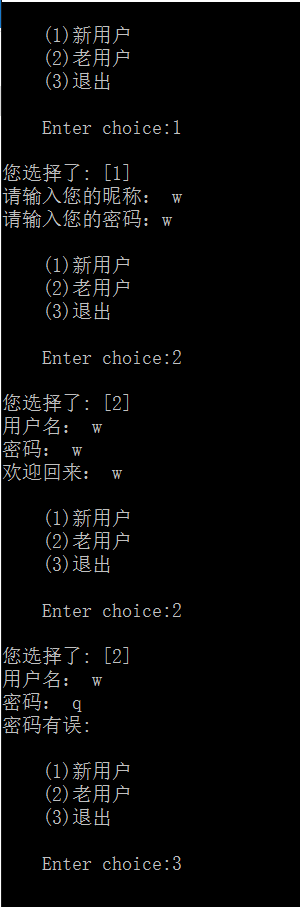 (1)新用户
(2)老用户
(3)退出
Enter choice:1
您选择了: [1]
请输入您的昵称： w
请输入您的密码：w
(1)新用户
(2)老用户
(3)退出
Enter choice:2
您选择了: [2]
用户名： w
密码： w
欢迎回来： w
(1)新用户
(2)老用户
(3)退出
Enter choice:2
您选择了: [2]
用户名： w
密码： q
密码有误:
(1)新用户
(2)老用户
(3)退出
Enter choice:3